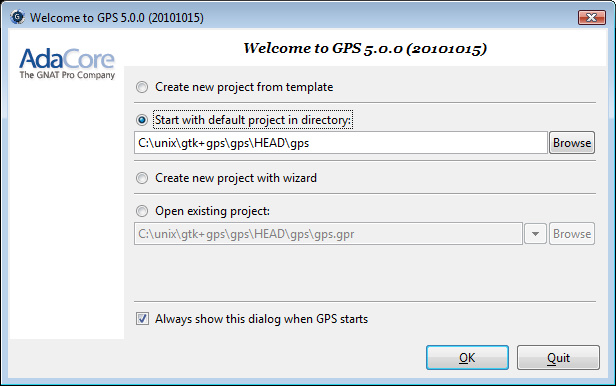 Welcome to GPS 5.0.0 (20101015)
AdaCore
The GNAT Pro Company
Welcome to GPS 5.0.0 (20101015)
Create new project from template
Start with default project in directory:
C:\unix\gtk+gps\gps\HEAD\gps
Browse
Create new project with wizard
Open existing project:
C:\unix\gtk+gps\gps\HEAD\gps\gps.gpr
Browse
Always show this dialog when GPS starts
OK
Quit